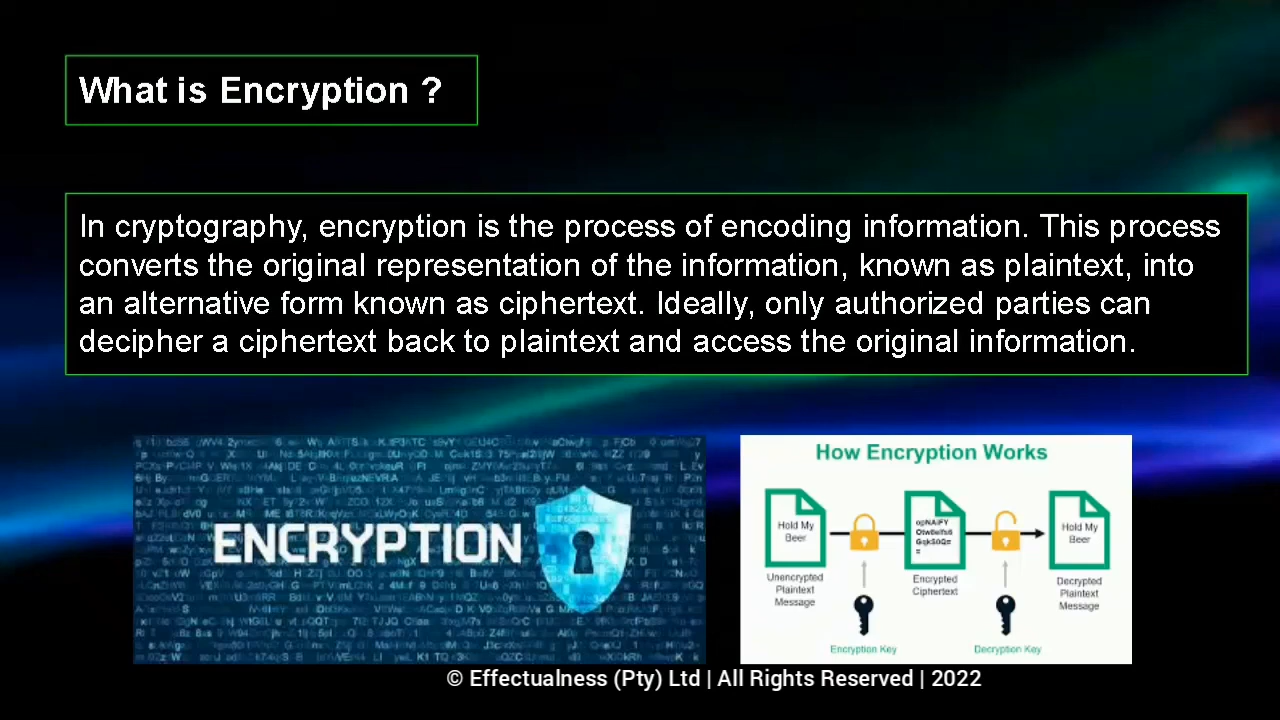 What is Encryption ?
In cryptography, encryption is the process of encoding information. This process
converts the original representation of the information, known as plaintext, into
an alternative form known as ciphertext. Ideally, only authorized parties can
decipher a ciphertext back to plaintext and access the original information.
ENCRYPTION
How Encryption Works
Hold My
Beer
Hold My
Beer
Unencrypted
Plaintext
Message
Encrypted
Ciphertext
Decrypted
Plaintext
Message
Encryption Key
Decryption Key
© Effectualness (Pty) Ltd | All Rights Reserved | 2022